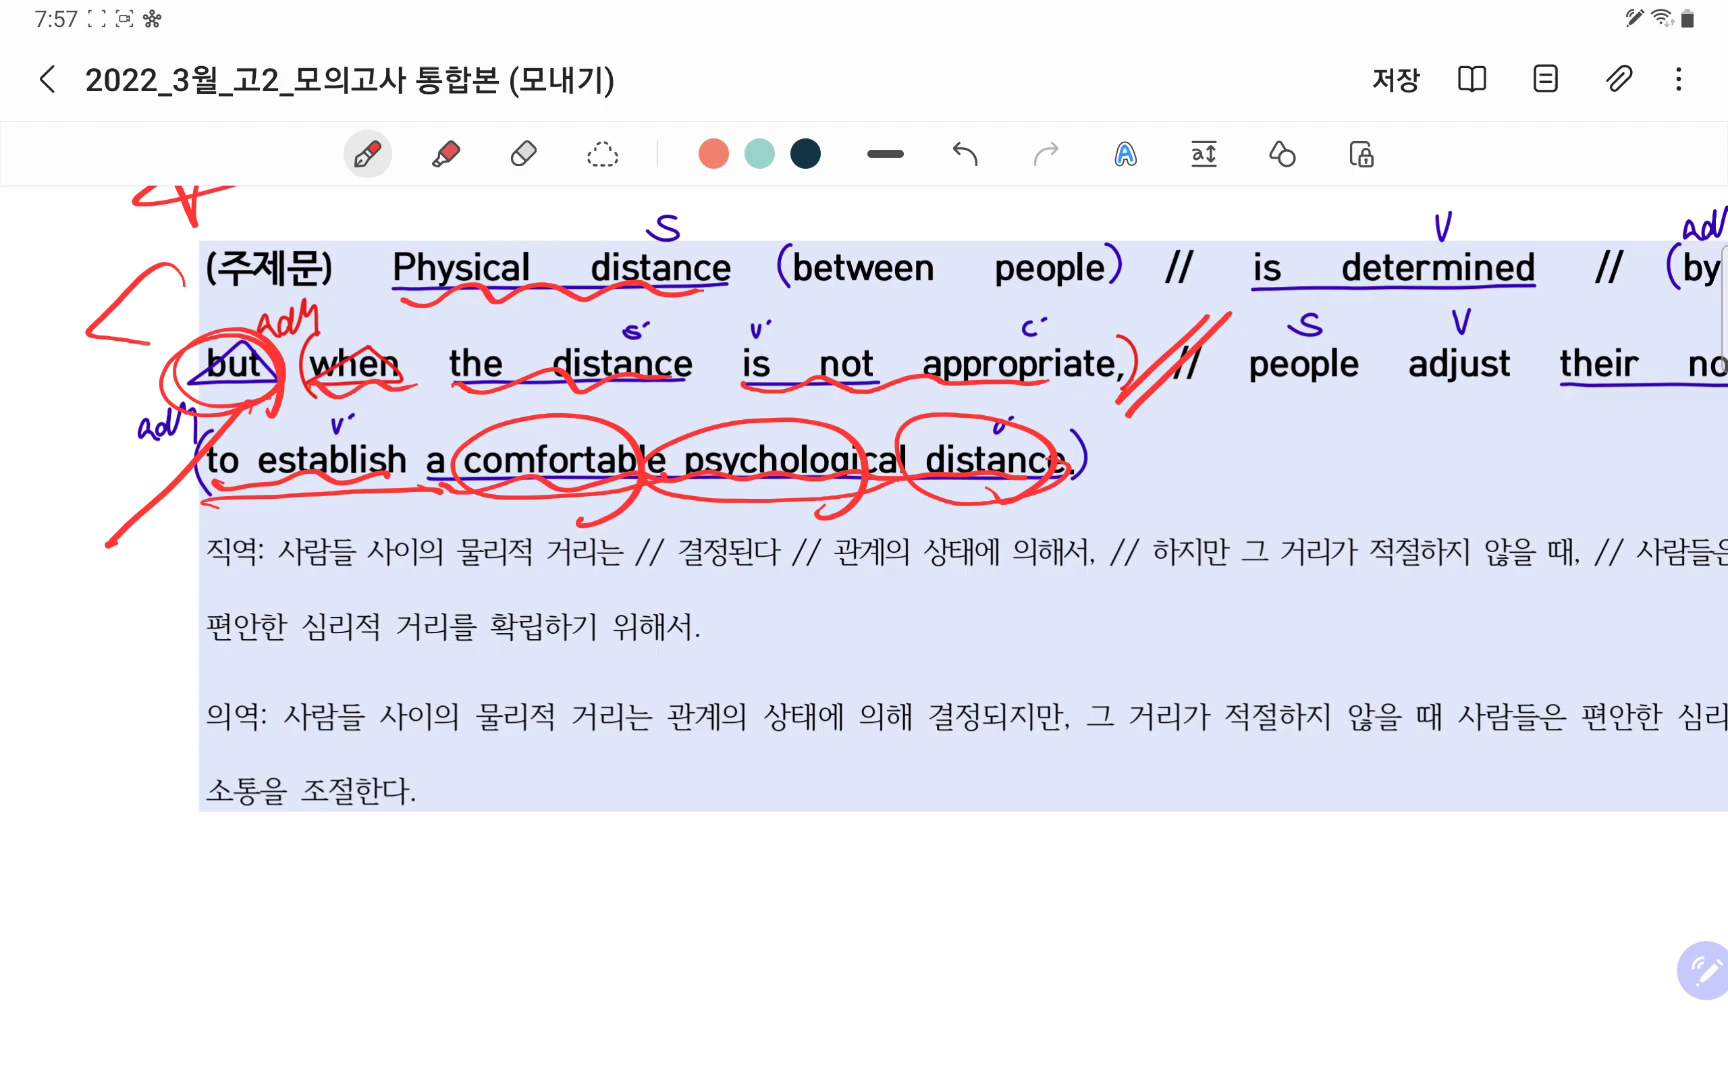 7:57
2022_3월_고2_모의고사 통합본 (모내기)
저장
S V adv
(주제문) Physical distance (between people) // is determined // (by
adv s' v' c' S V
but (when the distance is not appropriate,) // people adjust their no
adv v' o'
(to establish a comfortable psychological distance.)
직역: 사람들 사이의 물리적 거리는 // 결정된다 // 관계의 상태에 의해서, // 하지만 그 거리가 적절하지 않을 때, // 사람들은
편안한 심리적 거리를 확립하기 위해서.
의역: 사람들 사이의 물리적 거리는 관계의 상태에 의해 결정되지만, 그 거리가 적절하지 않을 때 사람들은 편안한 심리
소통을 조절한다.